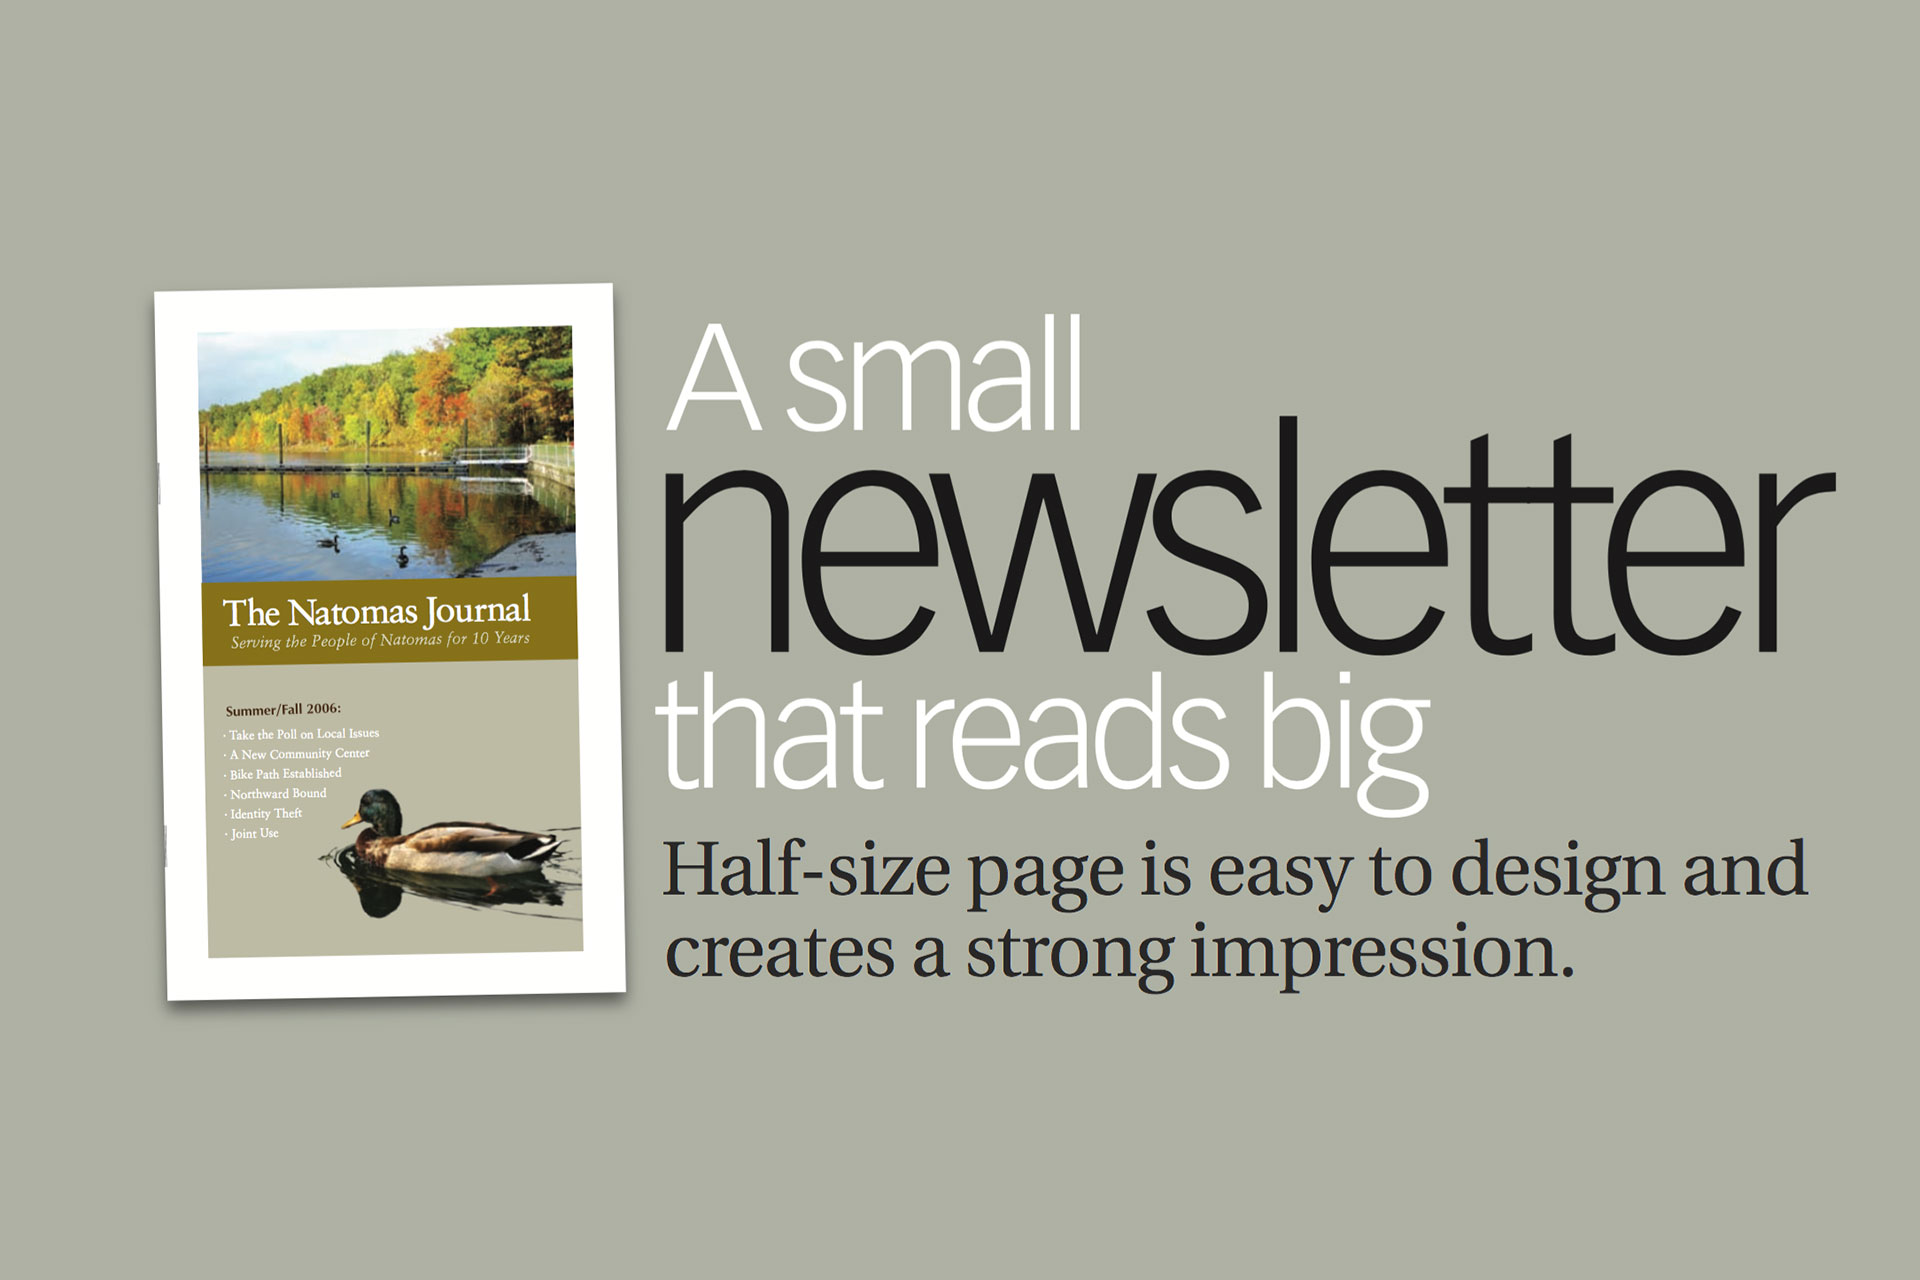 The Natomas Journal
Serving the People of Natomas for 10 Years
Summer/Fall 2006:
· Take the Poll on Local Issues
· A New Community Center
· Bike Path Established
· Northward Bound
· Identity Theft
· Joint Use
A small
newsletter
that reads big
Half-size page is easy to design and
creates a strong impression.